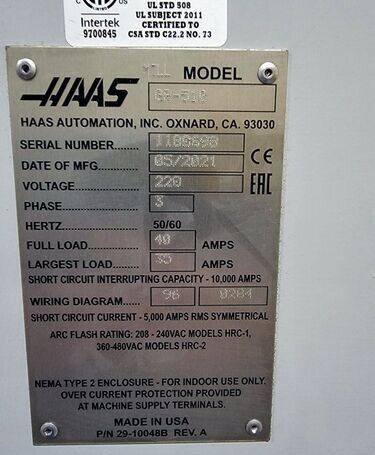 UL STD 508
UL SUBJECT 2011
Intertek CERTIFIED TO
9700845 CSA STD C22.2 NO. 73
MODEL
HAAS
HAAS AUTOMATION, INC. OXNARD, CA. 93030
SERIAL NUMBER 1185698
DATE OF MFG 05/2021 CE
VOLTAGE 220 EAC
PHASE 3
HERTZ 50/60
FULL LOAD 40 AMPS
LARGEST LOAD 35 AMPS
SHORT CIRCUIT INTERRUPTING CAPACITY - 10,000 AMPS
WIRING DIAGRAM 96 0284
SHORT CIRCUIT CURRENT - 5,000 AMPS RMS SYMMETRICAL
ARC FLASH RATING: 208 - 240VAC MODELS HRC-1,
360-480VAC MODELS HRC-2
NEMA TYPE 2 ENCLOSURE - FOR INDOOR USE ONLY.
OVER CURRENT PROTECTION PROVIDED
AT MACHINE SUPPLY TERMINALS.
MADE IN USA
P/N 29-10048B REV. A